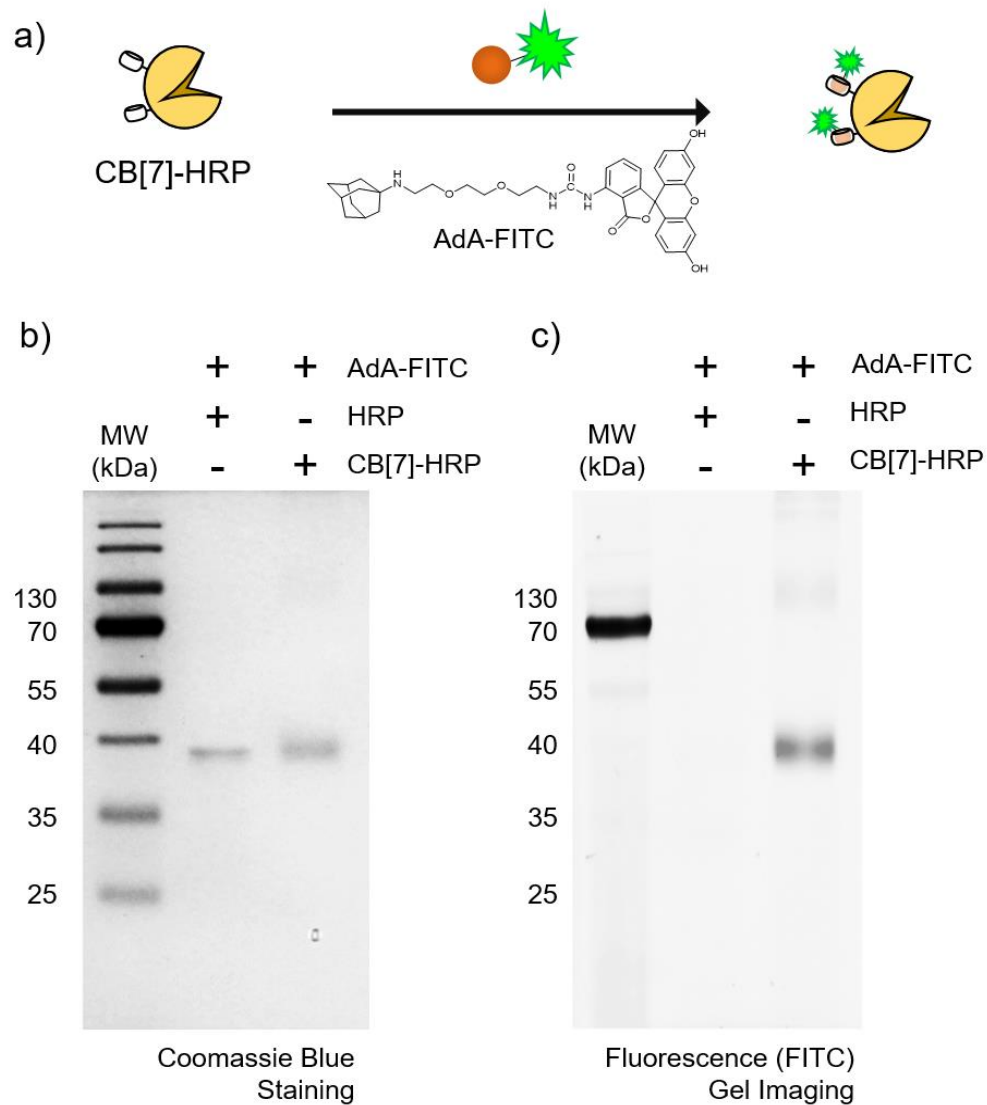 a)
CB[7]-HRP
H
N
O
O
N
H
O
N
H
O
O
O
OH
OH
AdA-FITC
b)
+ + AdA-FITC
+ - HRP
MW
(kDa)
- + CB[7]-HRP
130
70
55
40
35
25
Coomassie Blue
Staining
c)
+ + AdA-FITC
+ - HRP
MW
(kDa)
- + CB[7]-HRP
130
70
55
40
35
25
Fluorescence (FITC)
Gel Imaging